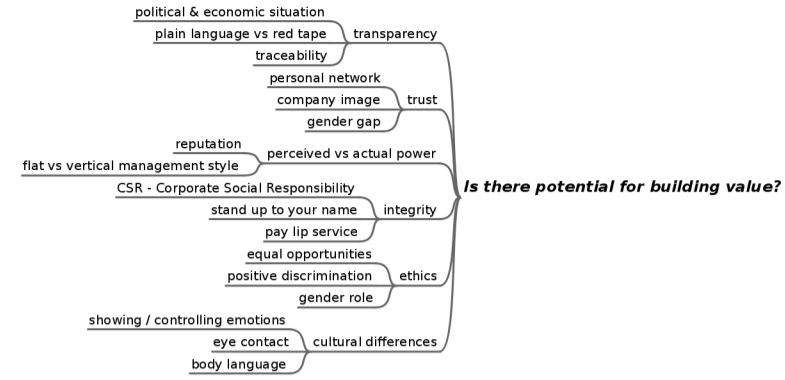 political & economic situation
plain language vs red tape
traceability
transparency
personal network
company image
gender gap
trust
reputation
flat vs vertical management style
perceived vs actual power
CSR - Corporate Social Responsibility
stand up to your name
pay lip service
integrity
equal opportunities
positive discrimination
gender role
ethics
showing / controlling emotions
eye contact
body language
cultural differences
Is there potential for building value?